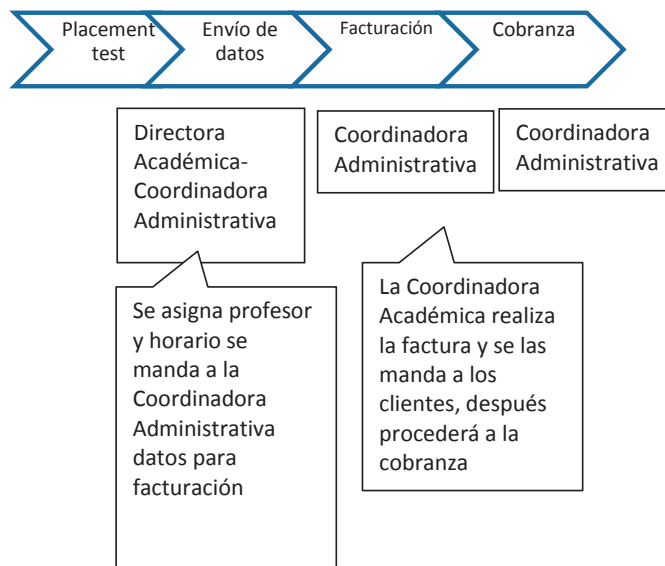 Placement
test
Envío de
datos
Facturación
Cobranza
Directora
Académica-
Coordinadora
Administrativa
Coordinadora
Administrativa
Coordinadora
Administrativa
Se asigna profesor
y horario se
manda a la
Coordinadora
Administrativa
datos para
facturación
La Coordinadora
Académica realiza
la factura y se las
manda a los
clientes, después
procederá a la
cobranza